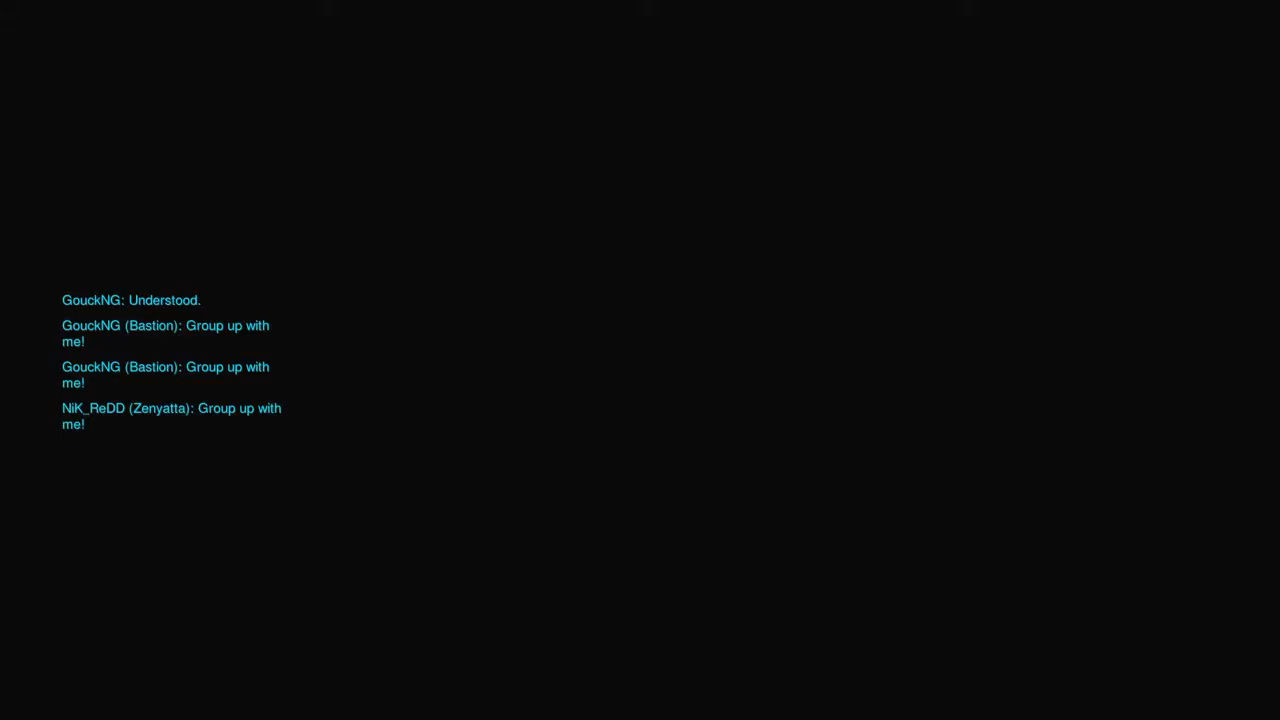 GouckNG: Understood.
GouckNG (Bastion): Group up with
me!
GouckNG (Bastion): Group up with
me!
NiK_ReDD (Zenyatta): Group up with
me!